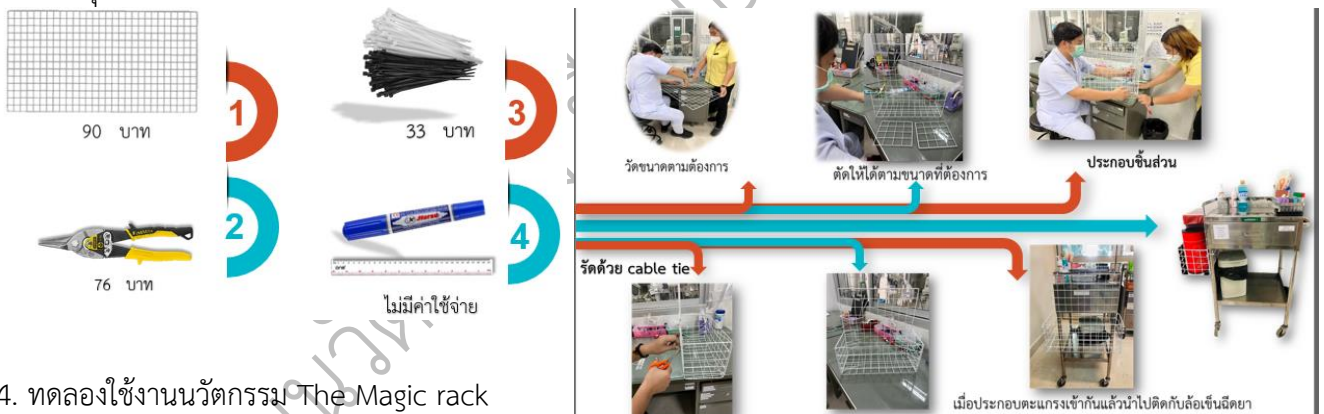 90 บาท
1
33 บาท
3
76 บาท
2
ไม่มีค่าใช้จ่าย
4
วัดขนาดตามต้องการ
ตัดให้ได้ตามขนาดที่ต้องการ
ประกอบชิ้นส่วน
รัดด้วย cable tie
เมื่อประกอบตะแกรงเข้ากันแล้วนำไปติดกับล้อเข็นฉีดยา
4. ทดลองใช้งานนวัตกรรม The Magic rack